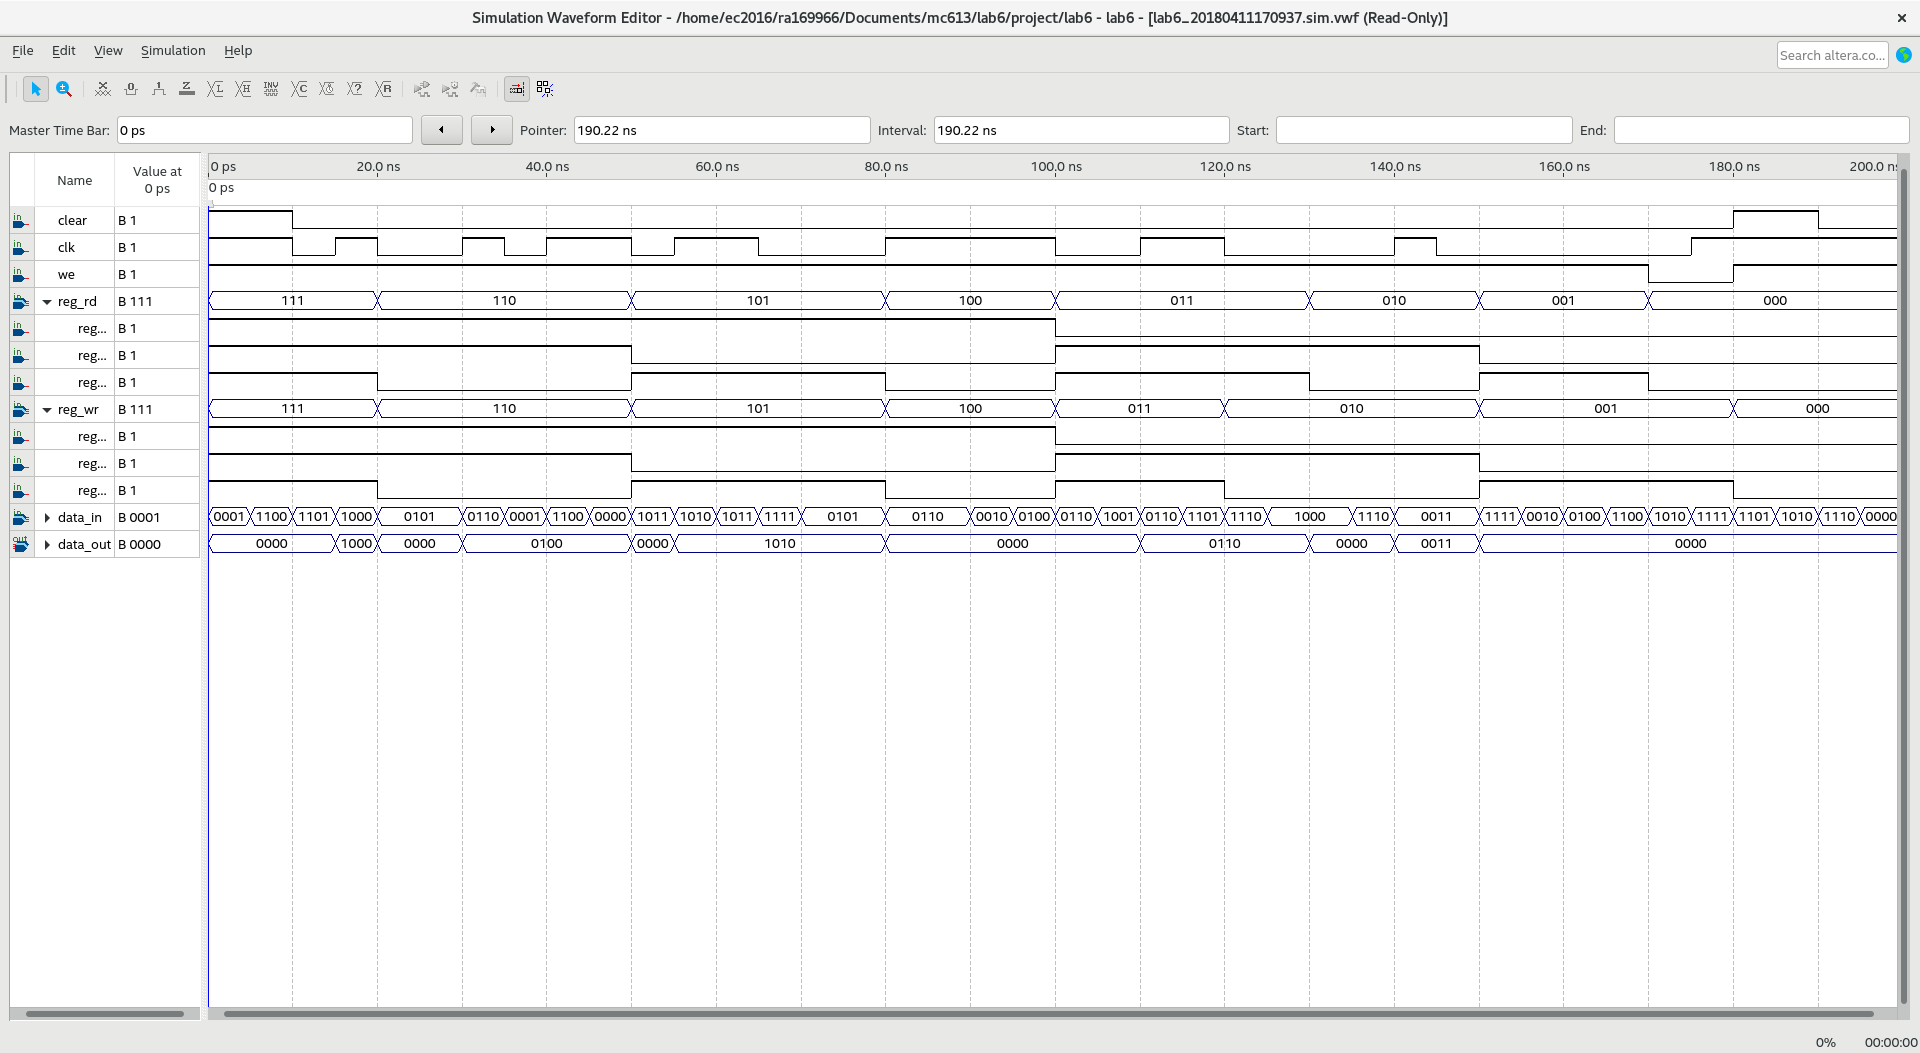 Simulation Waveform Editor - /home/ec2016/ra169966/Documents/mc613/lab6/project/lab6 - lab6 - [lab6_20180411170937.sim.vwf (Read-Only)]
File Edit View Simulation Help
Search altera.co...
Master Time Bar: 0 ps Pointer: 190.22 ns Interval: 190.22 ns Start: End:
Name Value at 0 ps
0 ps 20.0 ns 40.0 ns 60.0 ns 80.0 ns 100.0 ns 120.0 ns 140.0 ns 160.0 ns 180.0 ns 200.0 ns
0 ps
clear B 1
clk B 1
we B 1
reg_rd B 111 111 110 101 100 011 010 001 000
reg... B 1
reg... B 1
reg... B 1
reg_wr B 111 111 110 101 100 011 010 001 000
reg... B 1
reg... B 1
reg... B 1
data_in B 0001 0001 1100 1101 1000 0101 0110 0001 1100 0000 1011 1010 1011 1111 0101 0110 0010 0100 0110 1001 0110 1101 1110 1000 1110 0011 1111 0010 0100 1100 1010 1111 1101 1010 1110 0000
data_out B 0000 0000 1000 0000 0100 0000 1010 0000 0110 0000 0011 0000
0% 00:00:00